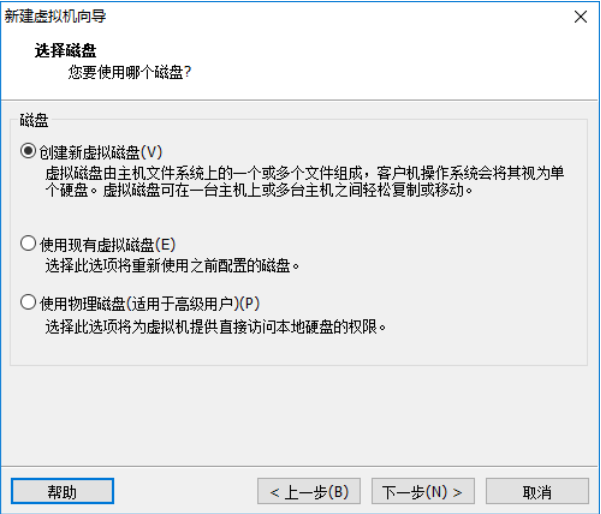 新建虚拟机向导
选择磁盘
您要使用哪个磁盘?
磁盘
创建新虚拟磁盘(V)
虚拟磁盘由主机文件系统上的一个或多个文件组成，客户机操作系统会将其视为单
个硬盘。虚拟磁盘可在一台主机上或多台主机之间轻松复制或移动。
使用现有虚拟磁盘(E)
选择此选项将重新使用之前配置的磁盘。
使用物理磁盘(适用于高级用户)(P)
选择此选项将为虚拟机提供直接访问本地硬盘的权限。
帮助 < 上一步(B) 下一步(N) > 取消